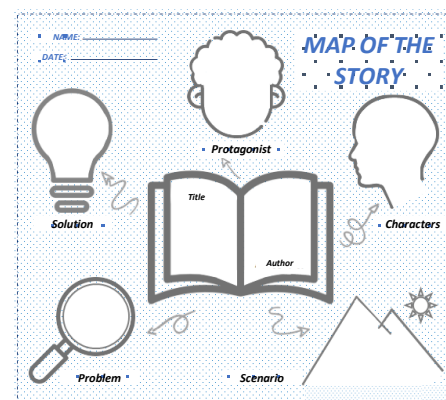 NAME:
DATE:
MAP OF THE
STORY
Protagonist
Title
Solution
Characters
Author
Problem
Scenario